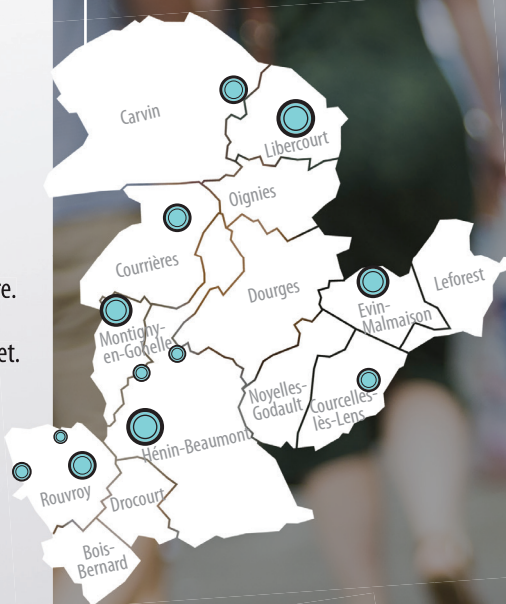 Carvin
Libercourt
Oignies
Courrières
Dourges
Leforest
Evin-
Malmaison
re.
et.
Montigny-
en-Gohelle
Noyelles-
Godault
Courcelles-
lès-Lens
Hénin-Beaumont
Rouvroy
Drocourt
Bois-
Bernard